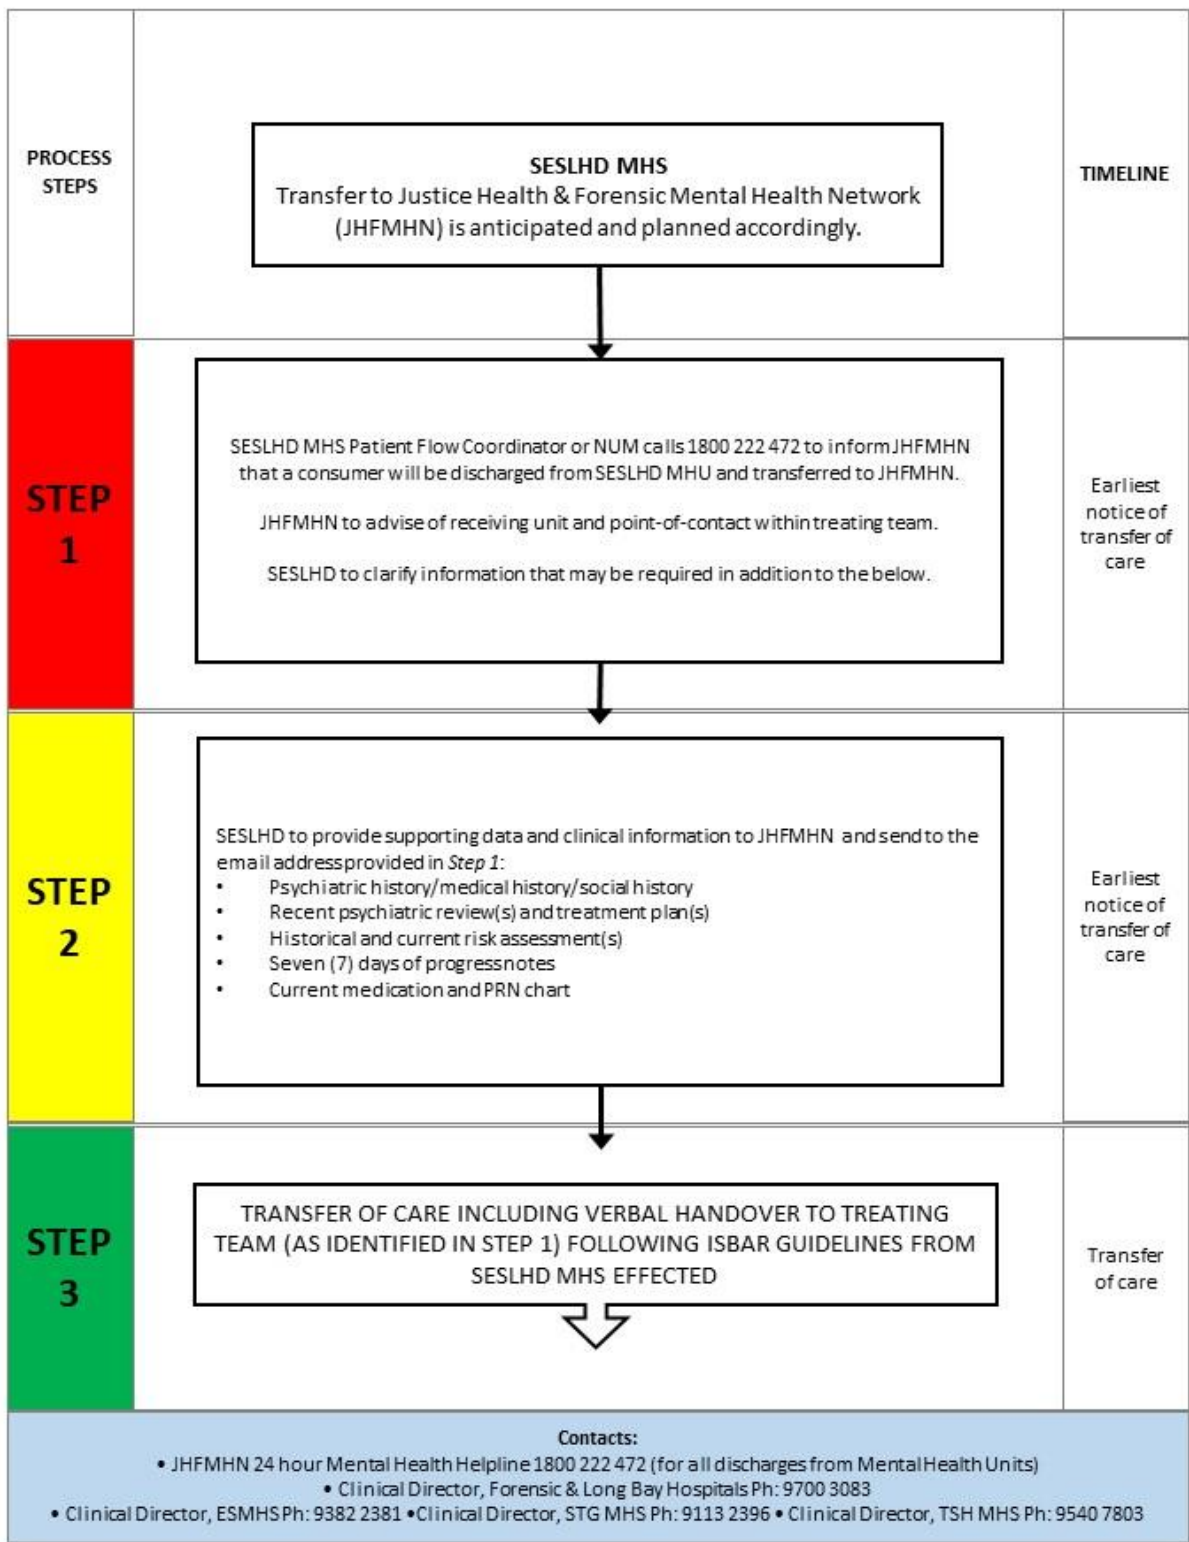 PROCESS
STEPS
SESLHD MHS
Transfer to Justice Health & Forensic Mental Health Network
(JHFMHN) is anticipated and planned accordingly.
TIMELINE
STEP
1
SESLHD MHS Patient Flow Coordinator or NUM calls 1800 222 472 to inform JHFMHN
that a consumer will be discharged from SESLHD MHU and transferred to JHFMHN.
JHFMHN to advise of receiving unit and point-of-contact within treating team.
SESLHD to clarify information that may be required in addition to the below.
Earliest
notice of
transfer of
care
STEP
2
SESLHD to provide supporting data and clinical information to JHFMHN and send to the
email address provided in Step 1:
• Psychiatric history/medical history/social history
• Recent psychiatric review(s) and treatment plan(s)
• Historical and current risk assessment(s)
• Seven (7) days of progress notes
• Current medication and PRN chart
Earliest
notice of
transfer of
care
STEP
3
TRANSFER OF CARE INCLUDING VERBAL HANDOVER TO TREATING
TEAM (AS IDENTIFIED IN STEP 1) FOLLOWING ISBAR GUIDELINES FROM
SESLHD MHS EFFECTED
Transfer
of care
Contacts:
• JHFMHN 24 hour Mental Health Helpline 1800 222 472 (for all discharges from Mental Health Units)
• Clinical Director, Forensic & Long Bay Hospitals Ph: 9700 3083
• Clinical Director, ESMHS Ph: 9382 2381 • Clinical Director, STG MHS Ph: 9113 2396 • Clinical Director, TSH MHS Ph: 9540 7803